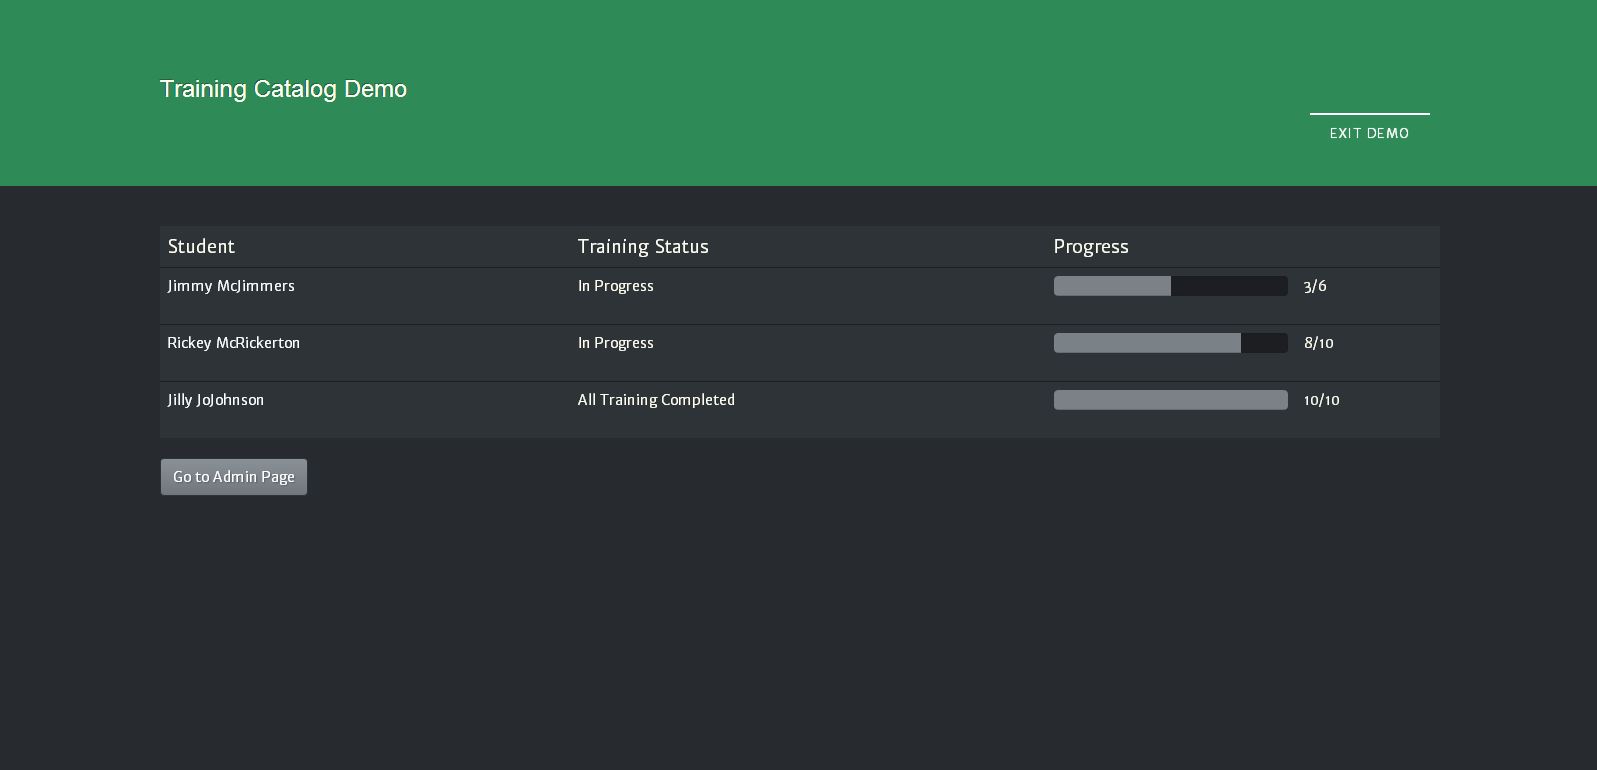 Training Catalog Demo
EXIT DEMO
Student Training Status Progress
Jimmy McJimmers In Progress 3/6
Rickey McRickerton In Progress 8/10
Jilly JoJohnson All Training Completed 10/10
Go to Admin Page